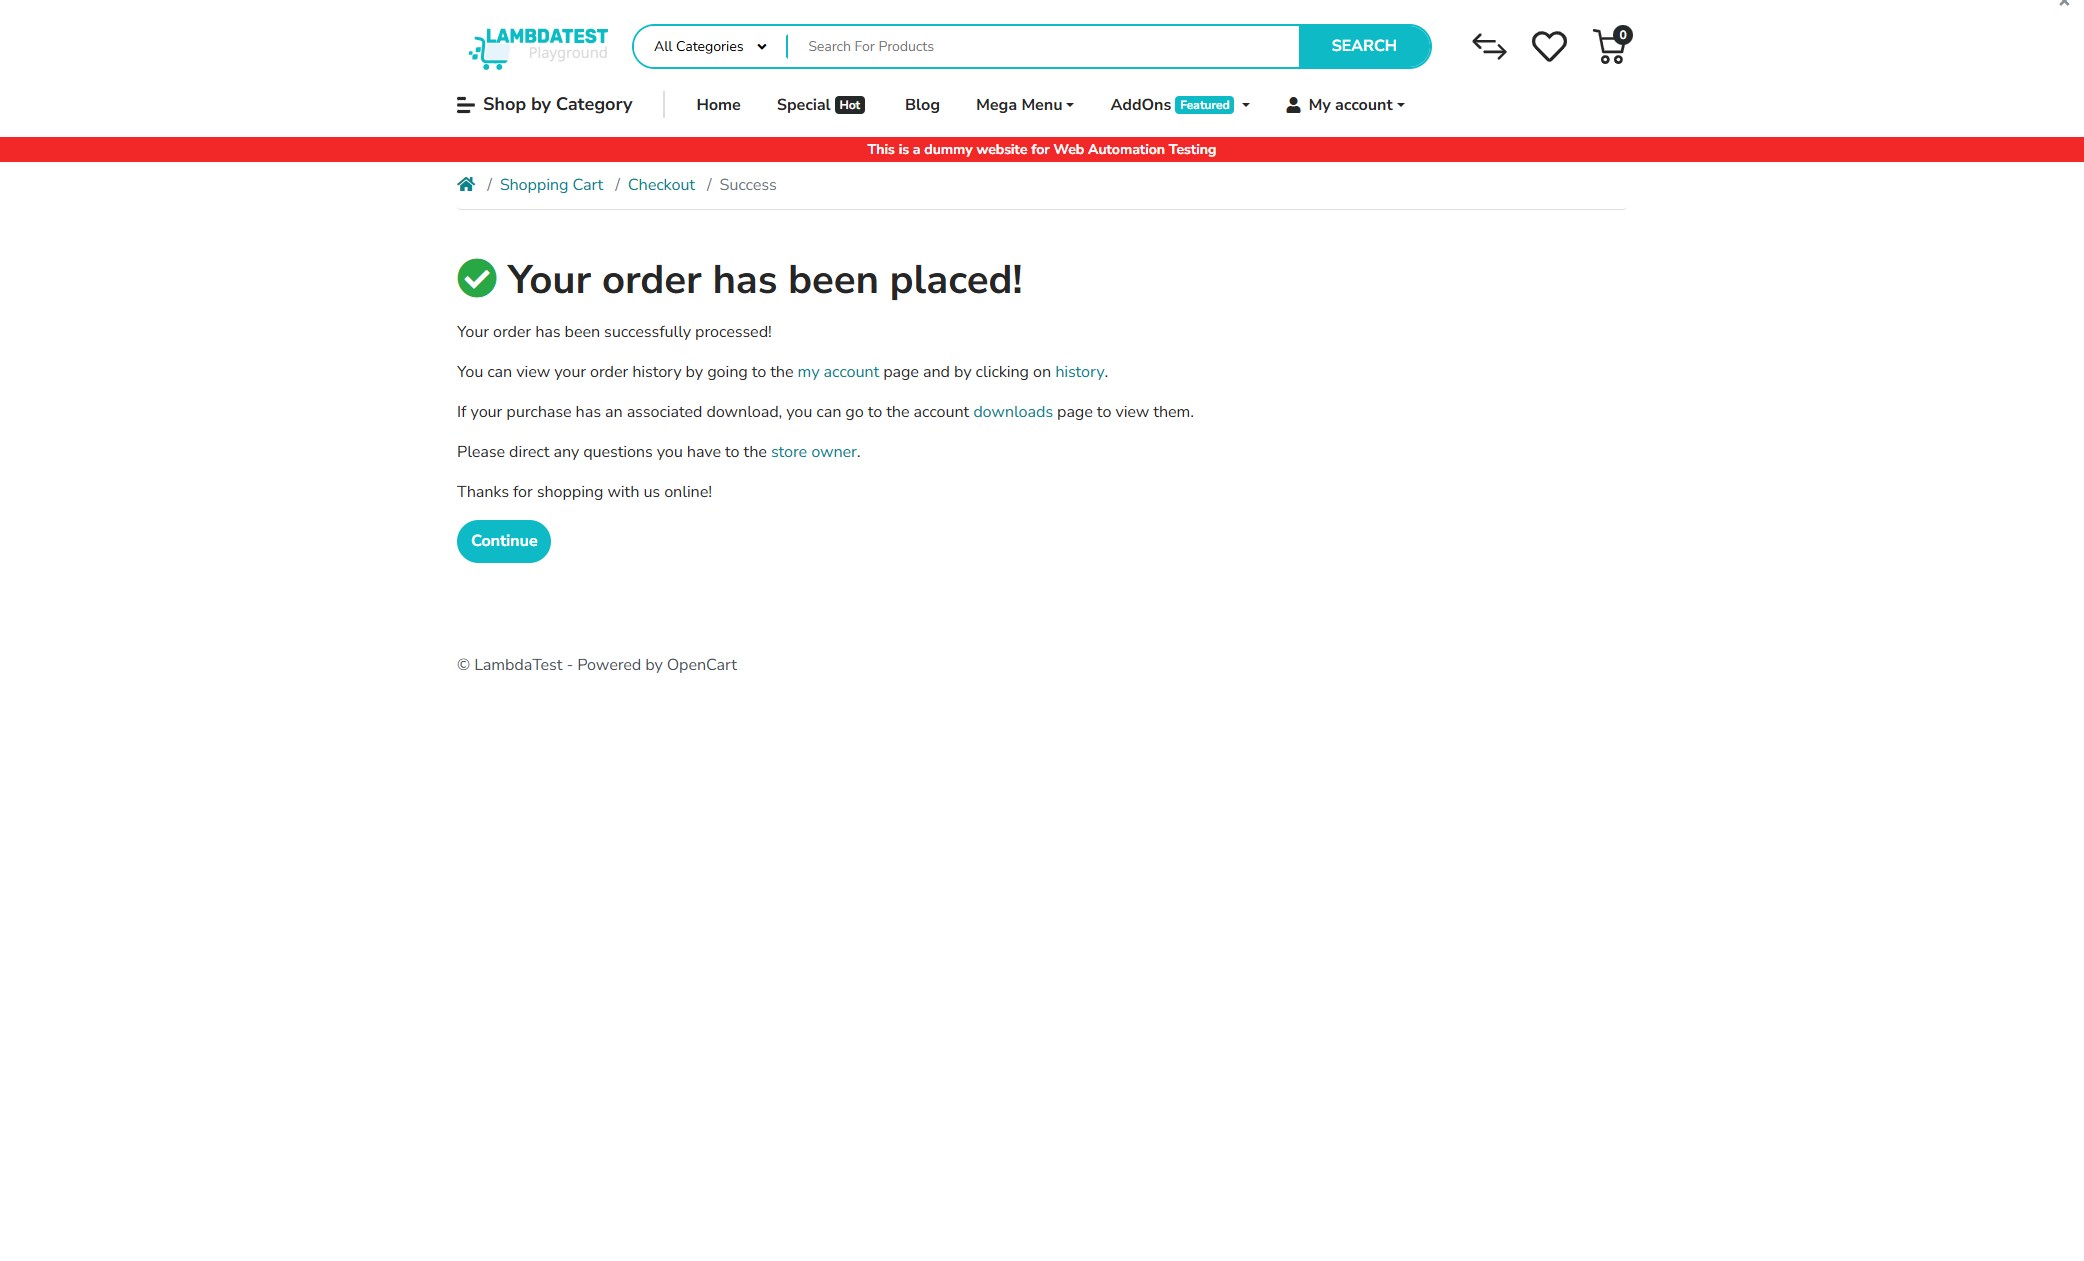 LAMBDATEST
Playground
All Categories
Search For Products
SEARCH
0
Shop by Category
Home
Special Hot
Blog
Mega Menu
AddOns Featured
My account
This is a dummy website for Web Automation Testing
/ Shopping Cart / Checkout / Success
Your order has been placed!
Your order has been successfully processed!
You can view your order history by going to the my account page and by clicking on history.
If your purchase has an associated download, you can go to the account downloads page to view them.
Please direct any questions you have to the store owner.
Thanks for shopping with us online!
Continue
© LambdaTest - Powered by OpenCart